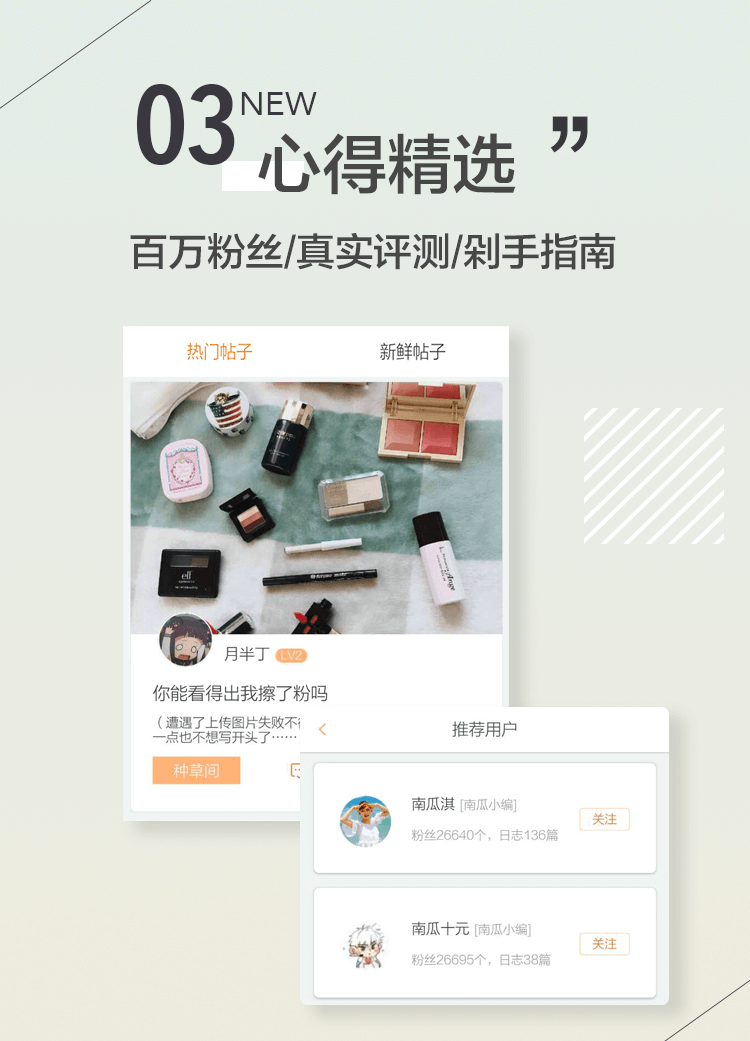 03 NEW
心得精选 ”
百万粉丝/真实评测/剁手指南
热门帖子 新鲜帖子
elf
月半丁 LV2
你能看得出我擦了粉吗
（遭遇了上传图片失败不
一点也不想写开头了……
种草间
推荐用户
南瓜淇 [南瓜小编]
粉丝26640个，日志136篇
关注
南瓜十元 [南瓜小编]
粉丝26695个，日志38篇
关注